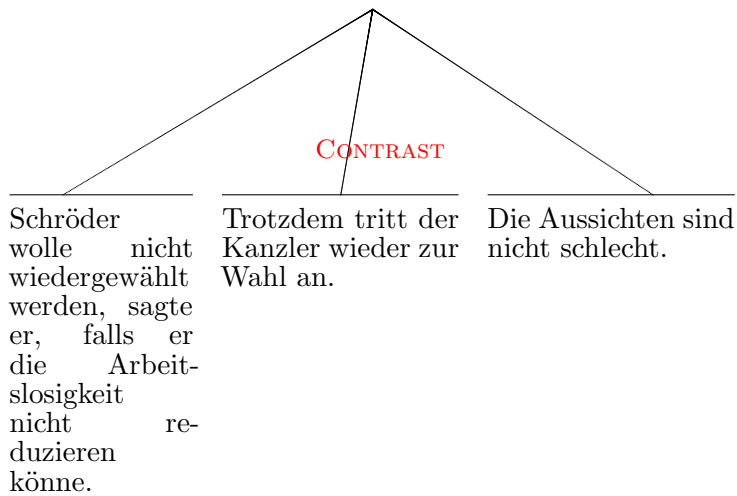 CONTRAST
Schröder
wolle nicht
wiedergewählt
werden, sagte
er, falls er
die Arbeit-
slosigkeit
nicht re-
duzieren
könne.
Trotzdem tritt der
Kanzler wieder zur
Wahl an.
Die Aussichten sind
nicht schlecht.